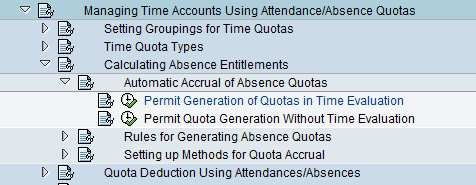 Managing Time Accounts Using Attendance/Absence Quotas
Setting Groupings for Time Quotas
Time Quota Types
Calculating Absence Entitlements
Automatic Accrual of Absence Quotas
Permit Generation of Quotas in Time Evaluation
Permit Quota Generation Without Time Evaluation
Rules for Generating Absence Quotas
Setting up Methods for Quota Accrual
Quota Deduction Using Attendances/Absences